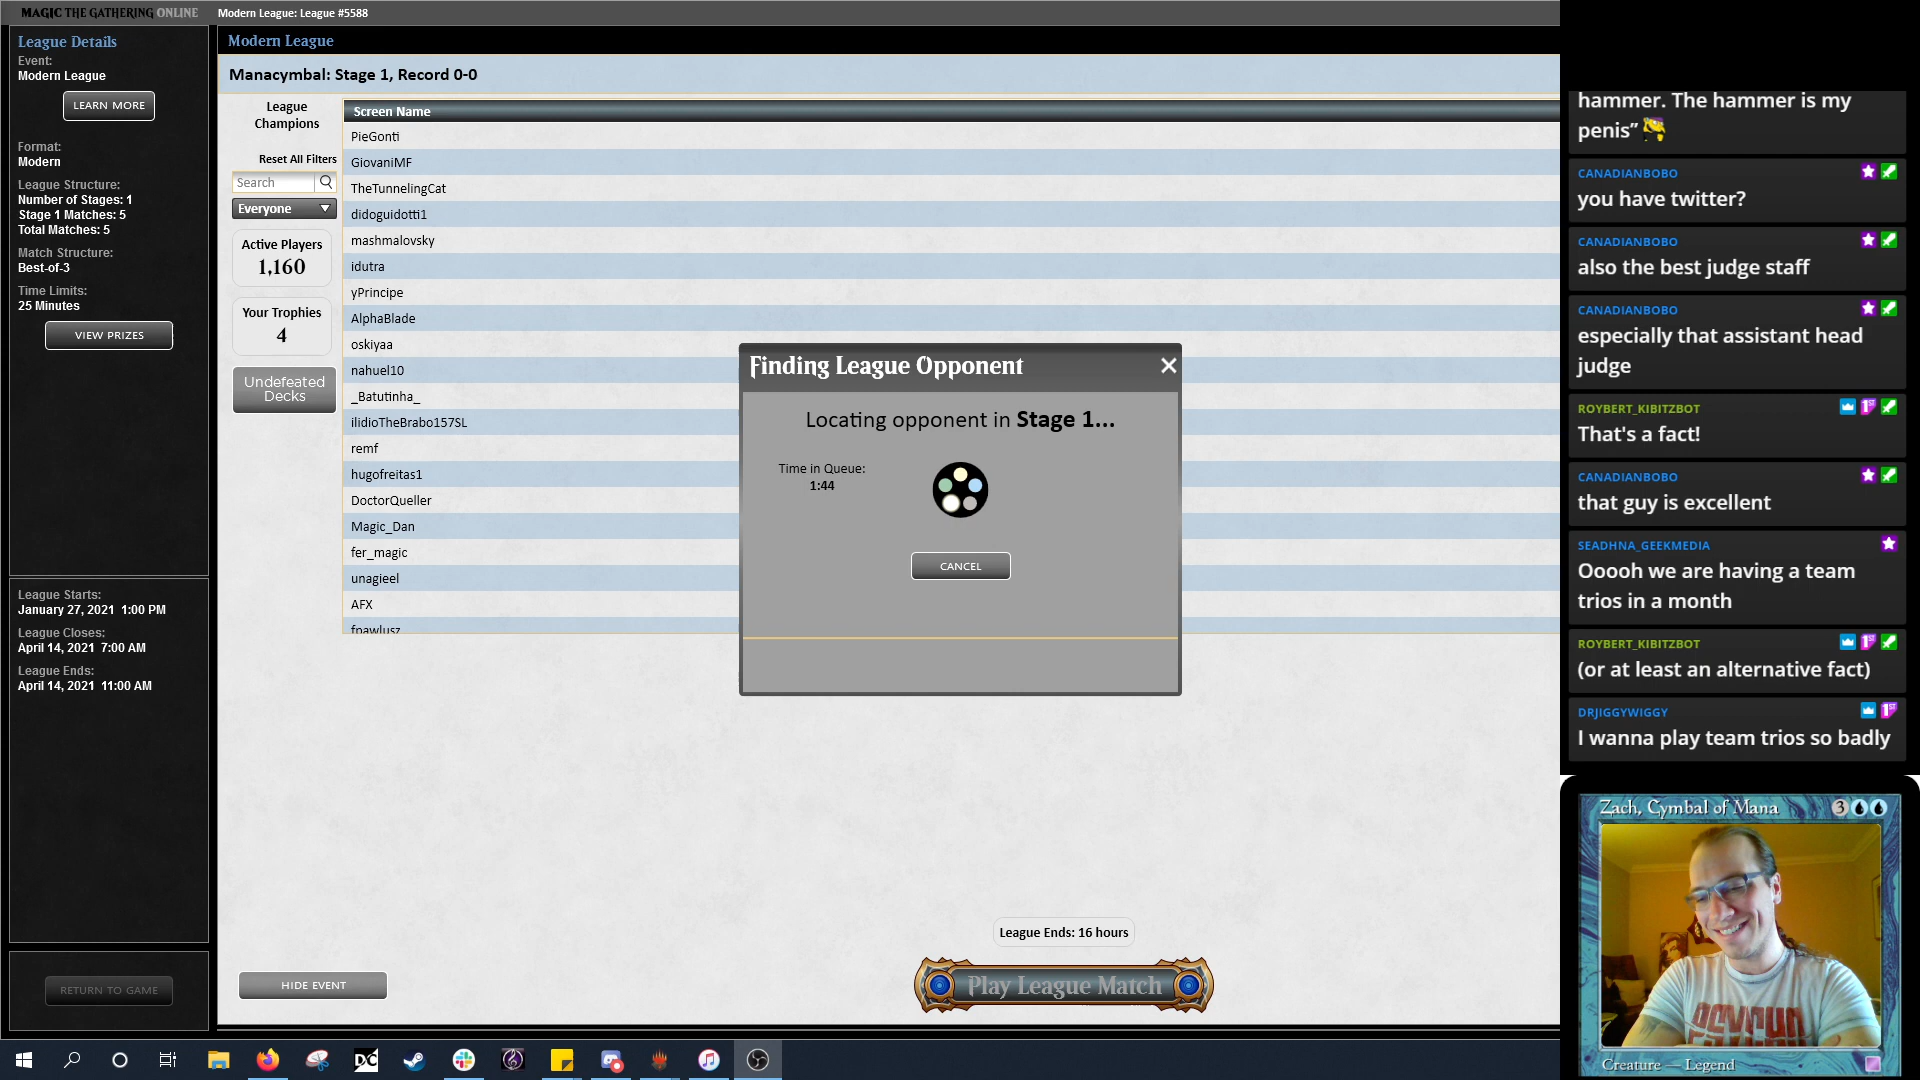 MAGIC THE GATHERING ONLINE
Modern League: League #5588
League Details
Event:
Modern League
LEARN MORE
Format:
Modern
League Structure:
Number of Stages: 1
Stage 1 Matches: 5
Total Matches: 5
Match Structure:
Best-of-3
Time Limits:
25 Minutes
VIEW PRIZES
League Starts:
January 27, 2021 1:00 PM
League Closes:
April 14, 2021 7:00 AM
League Ends:
April 14, 2021 11:00 AM
RETURN TO GAME
Modern League
Manacymbal: Stage 1, Record 0-0
League
Champions
Reset All Filters
Search
Everyone
Active Players
1,160
Your Trophies
4
Undefeated
Decks
Screen Name
PieGonti
GiovaniMF
TheTunnelingCat
didoguidotti1
mashmalovsky
idutra
yPrincipe
AlphaBlade
oskiyaa
nahuel10
_Batutinha_
ilidioTheBrabo157SL
remf
hugofreitas1
DoctorQueller
Magic_Dan
fer_magic
unagieel
AFX
fpawlusz
Finding League Opponent
Locating opponent in Stage 1...
Time in Queue:
1:44
CANCEL
League Ends: 16 hours
HIDE EVENT
Play League Match
DC
hammer. The hammer is my
penis”
CANADIANBOBO
you have twitter?
CANADIANBOBO
also the best judge staff
CANADIANBOBO
especially that assistant head
judge
ROYBERT_KIBITZBOT
1ST
That's a fact!
CANADIANBOBO
that guy is excellent
SEADHNA_GEEKMEDIA
Ooooh we are having a team
trios in a month
ROYBERT_KIBITZBOT
1ST
(or at least an alternative fact)
DRJIGGYWIGGY
1ST
I wanna play team trios so badly
Zach, Cymbal of Mana
3
Creature — Legend